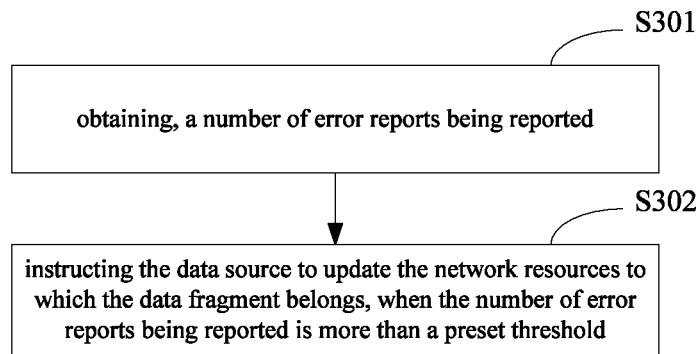 S301
obtaining, a number of error reports being reported
S302
instructing the data source to update the network resources to
which the data fragment belongs, when the number of error
reports being reported is more than a preset threshold